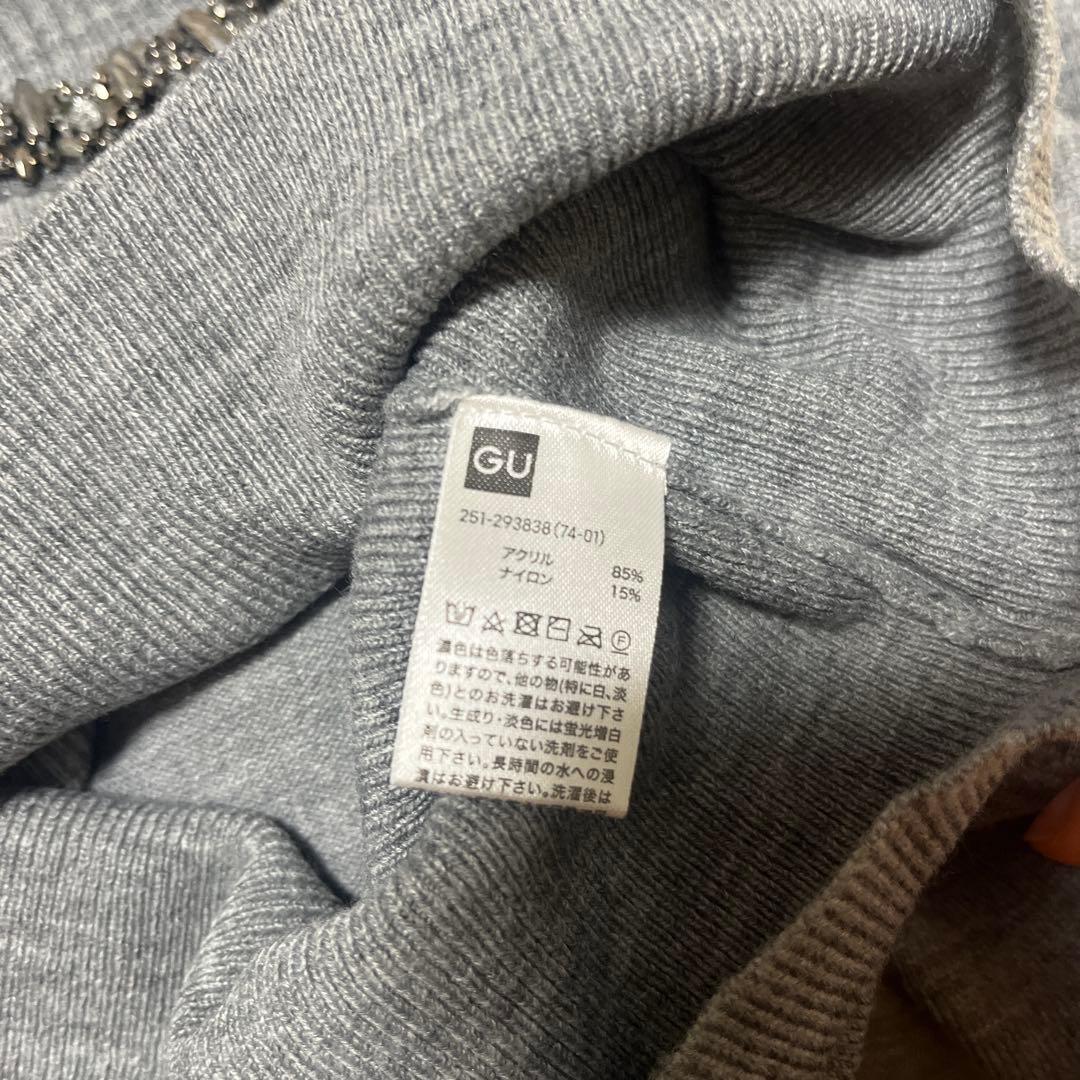 GU
251-293838(74-01)
アクリル 85%
ナイロン 15%
F
濃色は色落ちする可能性があ
りますので、他の物(特に白、淡
色)とのお洗濯はお避け下さ
い。生成り・淡色には蛍光増白
剤の入っていない洗剤をご使
用下さい。長時間の水への浸
漬はお避け下さい。洗濯後は